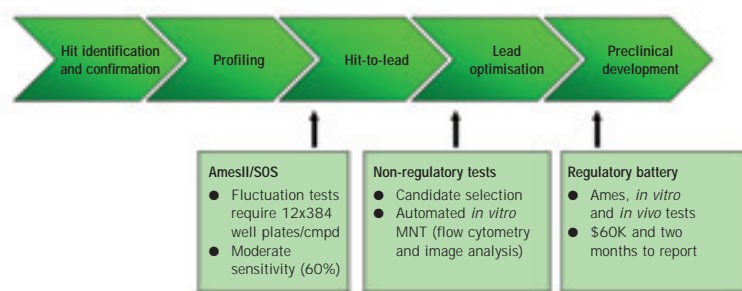 Hit identification
and confirmation
Profiling
Hit-to-lead
Lead
optimisation
Preclinical
development
AmesII/SOS
● Fluctuation tests
require 12x384
well plates/cmpd
● Moderate
sensitivity (60%)
Non-regulatory tests
● Candidate selection
● Automated in vitro
MNT (flow cytometry
and image analysis)
Regulatory battery
● Ames, in vitro
and in vivo tests
● $60K and two
months to report